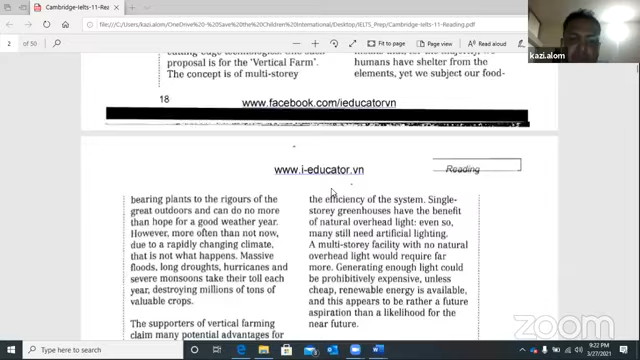 Cambridge-Ielts-11-Rea
C:/Users/kazi.alom/OneDrive - Save the Children International/Desktop/IELTS_Prep/Cambridge-Ielts-11-Reading.pdf
2 of 50
Fit to page
Page view
Read aloud
kazi.alom
proposal is for the 'Vertical Farm'.
The concept is of multi-storey
humans have shelter from the
elements, yet we subject our food-
18
www.facebook.com/ieducatorvn
www.i-educator.vn
Reading
bearing plants to the rigours of the
great outdoors and can do no more
than hope for a good weather year.
However, more often than not now,
due to a rapidly changing climate,
that is not what happens. Massive
floods, long droughts, hurricanes and
severe monsoons take their toll each
year, destroying millions of tons of
valuable crops.
The supporters of vertical farming
claim many potential advantages for
the efficiency of the system. Single-
storey greenhouses have the benefit
of natural overhead light: even so,
many still need artificial lighting.
A multi-storey facility with no natural
overhead light would require far
more. Generating enough light could
be prohibitively expensive, unless
cheap, renewable energy is available,
and this appears to be rather a future
aspiration than a likelihood for the
near future.
zoom
9:22 PM
3/27/2021